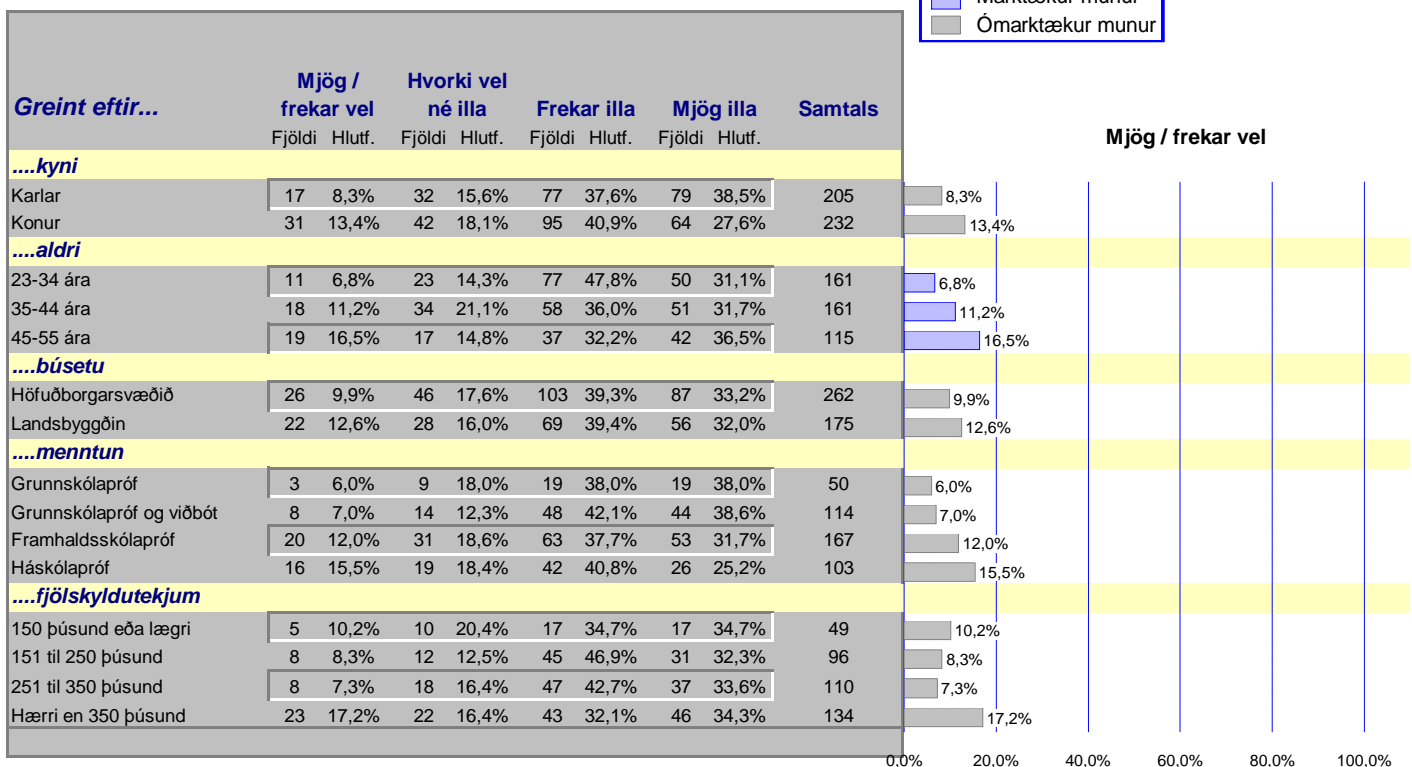 Marktækur munur
Ómarktækur munur
Greint eftir... Mjög / frekar vel Hvorki vel né illa Frekar illa Mjög illa Samtals
Fjöldi Hlutf. Fjöldi Hlutf. Fjöldi Hlutf. Fjöldi Hlutf.
Mjög / frekar vel
....kyni
Karlar 17 8,3% 32 15,6% 77 37,6% 79 38,5% 205 8,3%
Konur 31 13,4% 42 18,1% 95 40,9% 64 27,6% 232 13,4%
....aldri
23-34 ára 11 6,8% 23 14,3% 77 47,8% 50 31,1% 161 6,8%
35-44 ára 18 11,2% 34 21,1% 58 36,0% 51 31,7% 161 11,2%
45-55 ára 19 16,5% 17 14,8% 37 32,2% 42 36,5% 115 16,5%
....búsetu
Höfuðborgarsvæðið 26 9,9% 46 17,6% 103 39,3% 87 33,2% 262 9,9%
Landsbyggðin 22 12,6% 28 16,0% 69 39,4% 56 32,0% 175 12,6%
....menntun
Grunnskólapróf 3 6,0% 9 18,0% 19 38,0% 19 38,0% 50 6,0%
Grunnskólapróf og viðbót 8 7,0% 14 12,3% 48 42,1% 44 38,6% 114 7,0%
Framhaldsskólapróf 20 12,0% 31 18,6% 63 37,7% 53 31,7% 167 12,0%
Háskólapróf 16 15,5% 19 18,4% 42 40,8% 26 25,2% 103 15,5%
....fjölskyldutekjum
150 þúsund eða lægri 5 10,2% 10 20,4% 17 34,7% 17 34,7% 49 10,2%
151 til 250 þúsund 8 8,3% 12 12,5% 45 46,9% 31 32,3% 96 8,3%
251 til 350 þúsund 8 7,3% 18 16,4% 47 42,7% 37 33,6% 110 7,3%
Hærri en 350 þúsund 23 17,2% 22 16,4% 43 32,1% 46 34,3% 134 17,2%
0,0% 20,0% 40,0% 60,0% 80,0% 100,0%